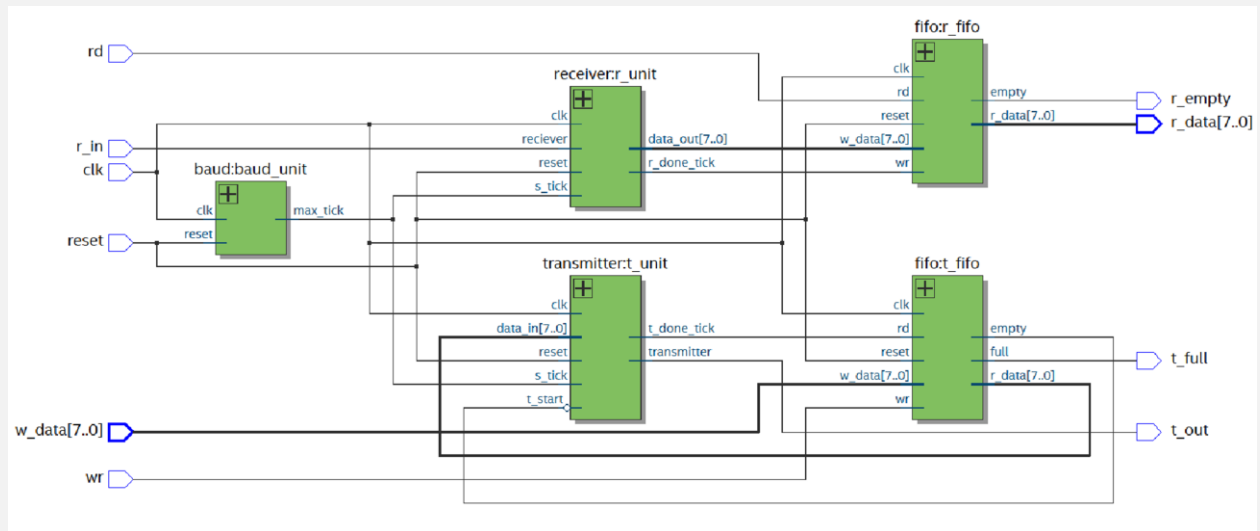 fifo:r_fifo
rd
clk
receiver:r_unit
rd
empty
r_empty
clk
reset
r_data[7..0]
r_data[7..0]
r_in
reciever
data_out[7..0]
w_data[7..0]
clk
baud:baud_unit
reset
r_done_tick
wr
s_tick
clk
max_tick
reset
reset
transmitter:t_unit
fifo:t_fifo
clk
clk
data_in[7..0]
t_done_tick
rd
empty
reset
transmitter
reset
full
t_full
s_tick
w_data[7..0]
r_data[7..0]
t_start
wr
w_data[7..0]
t_out
wr